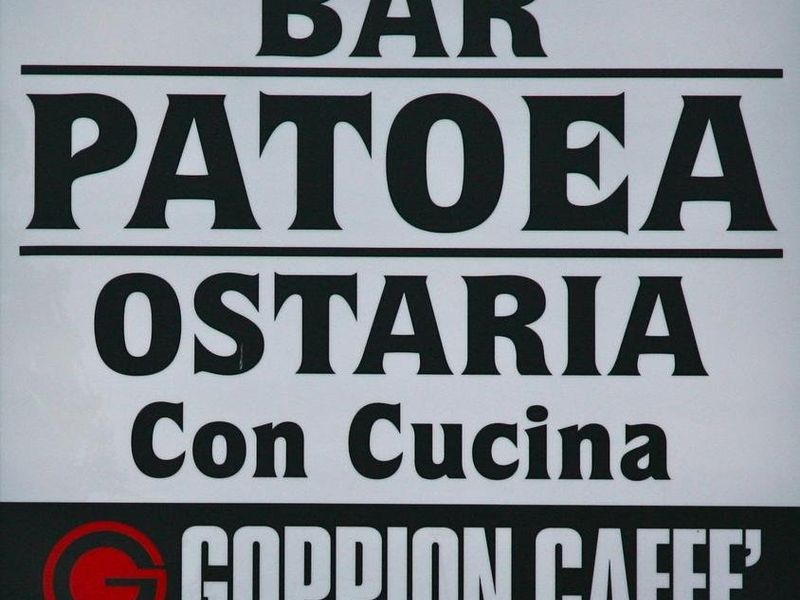 BAR
PATOEA
OSTARIA
Con Cucina
GOPPION CAFFE'